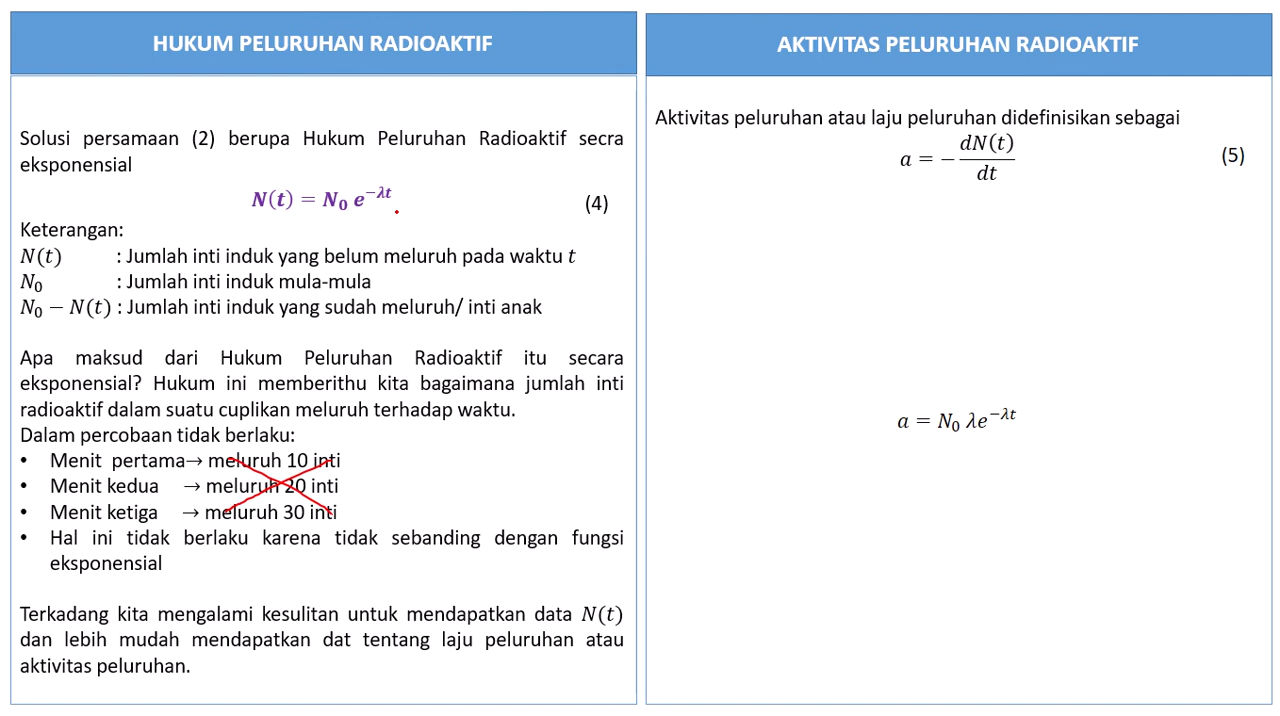 HUKUM PELURUHAN RADIOAKTIF
Solusi persamaan (2) berupa Hukum Peluruhan Radioaktif secra
eksponensial
N(t) = N₀ e^{−λt} (4)
Keterangan:
N(t) : Jumlah inti induk yang belum meluruh pada waktu t
N₀ : Jumlah inti induk mula-mula
N₀ − N(t) : Jumlah inti induk yang sudah meluruh/ inti anak
Apa maksud dari Hukum Peluruhan Radioaktif itu secara
eksponensial? Hukum ini memberithu kita bagaimana jumlah inti
radioaktif dalam suatu cuplikan meluruh terhadap waktu.
Dalam percobaan tidak berlaku:
• Menit pertama→ meluruh 10 inti
• Menit kedua → meluruh 20 inti
• Menit ketiga → meluruh 30 inti
• Hal ini tidak berlaku karena tidak sebanding dengan fungsi
eksponensial
Terkadang kita mengalami kesulitan untuk mendapatkan data N(t)
dan lebih mudah mendapatkan dat tentang laju peluruhan atau
aktivitas peluruhan.
AKTIVITAS PELURUHAN RADIOAKTIF
Aktivitas peluruhan atau laju peluruhan didefinisikan sebagai
a = − dN(t)/dt (5)
a = N₀ λe^{−λt}